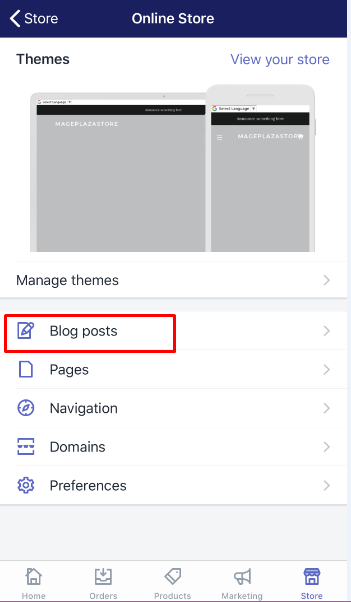 Store
Online Store
Themes
View your store
Select Language
Announce something here
MAGEPLAZASTORE
Select Language
Announce something here
MAGEPLAZASTORE
Manage themes
Blog posts
Pages
Navigation
Domains
Preferences
Home
Orders
Products
Marketing
Store